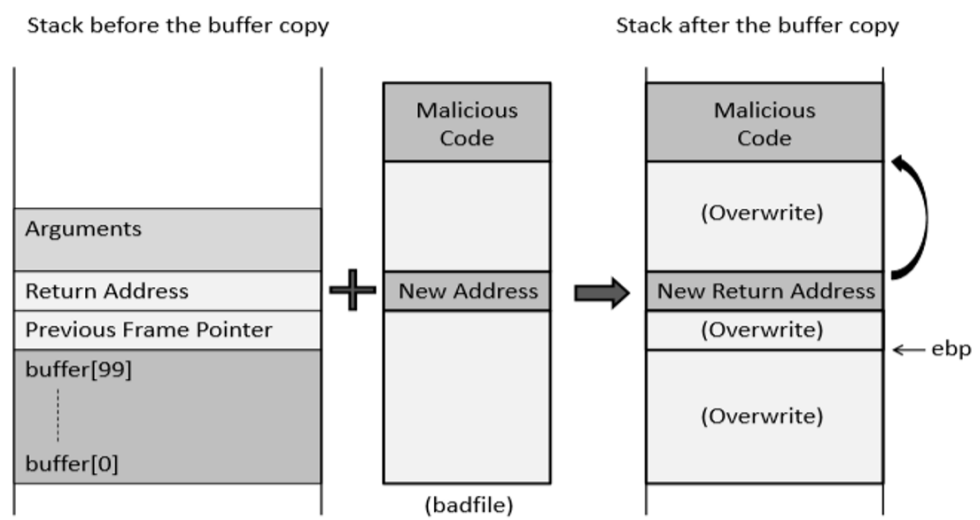 Stack before the buffer copy
Stack after the buffer copy
Arguments
Return Address
Previous Frame Pointer
buffer[99]
buffer[0]
Malicious
Code
New Address
(badfile)
Malicious
Code
(Overwrite)
New Return Address
(Overwrite)
ebp
(Overwrite)